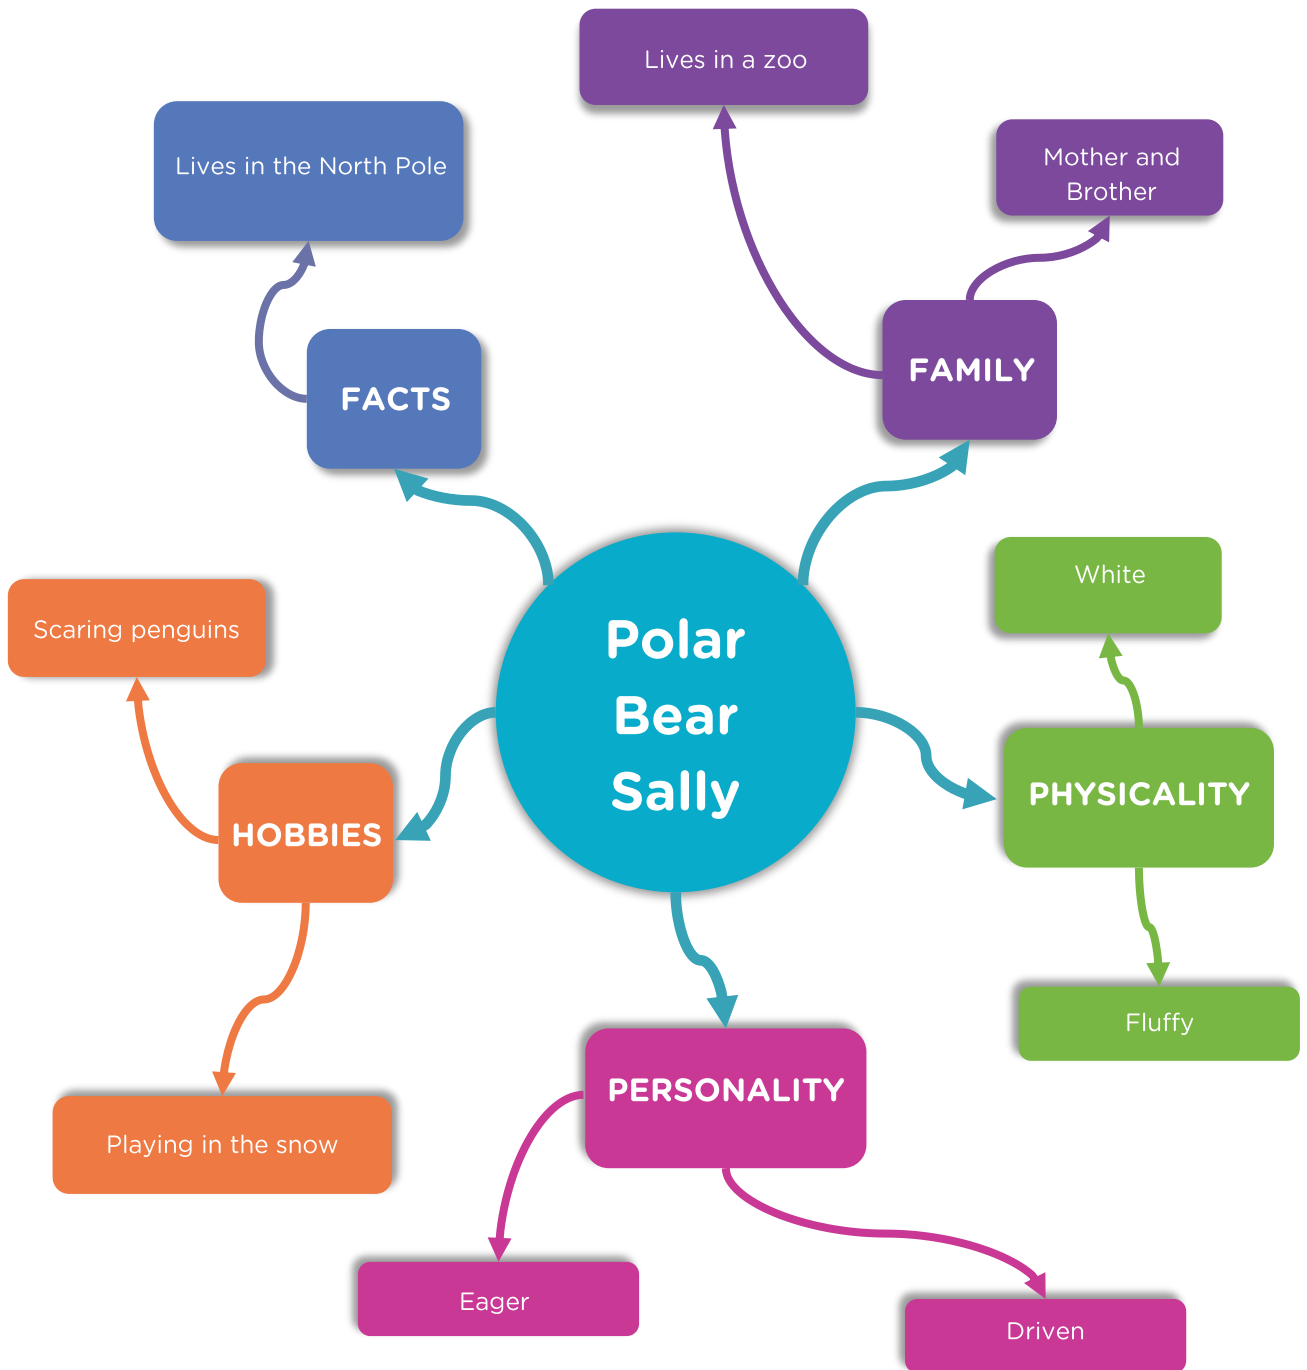 Lives in a zoo
Mother and
Brother
Lives in the North Pole
FAMILY
FACTS
White
Scaring penguins
Polar
Bear
Sally
PHYSICALITY
HOBBIES
Fluffy
PERSONALITY
Playing in the snow
Eager
Driven